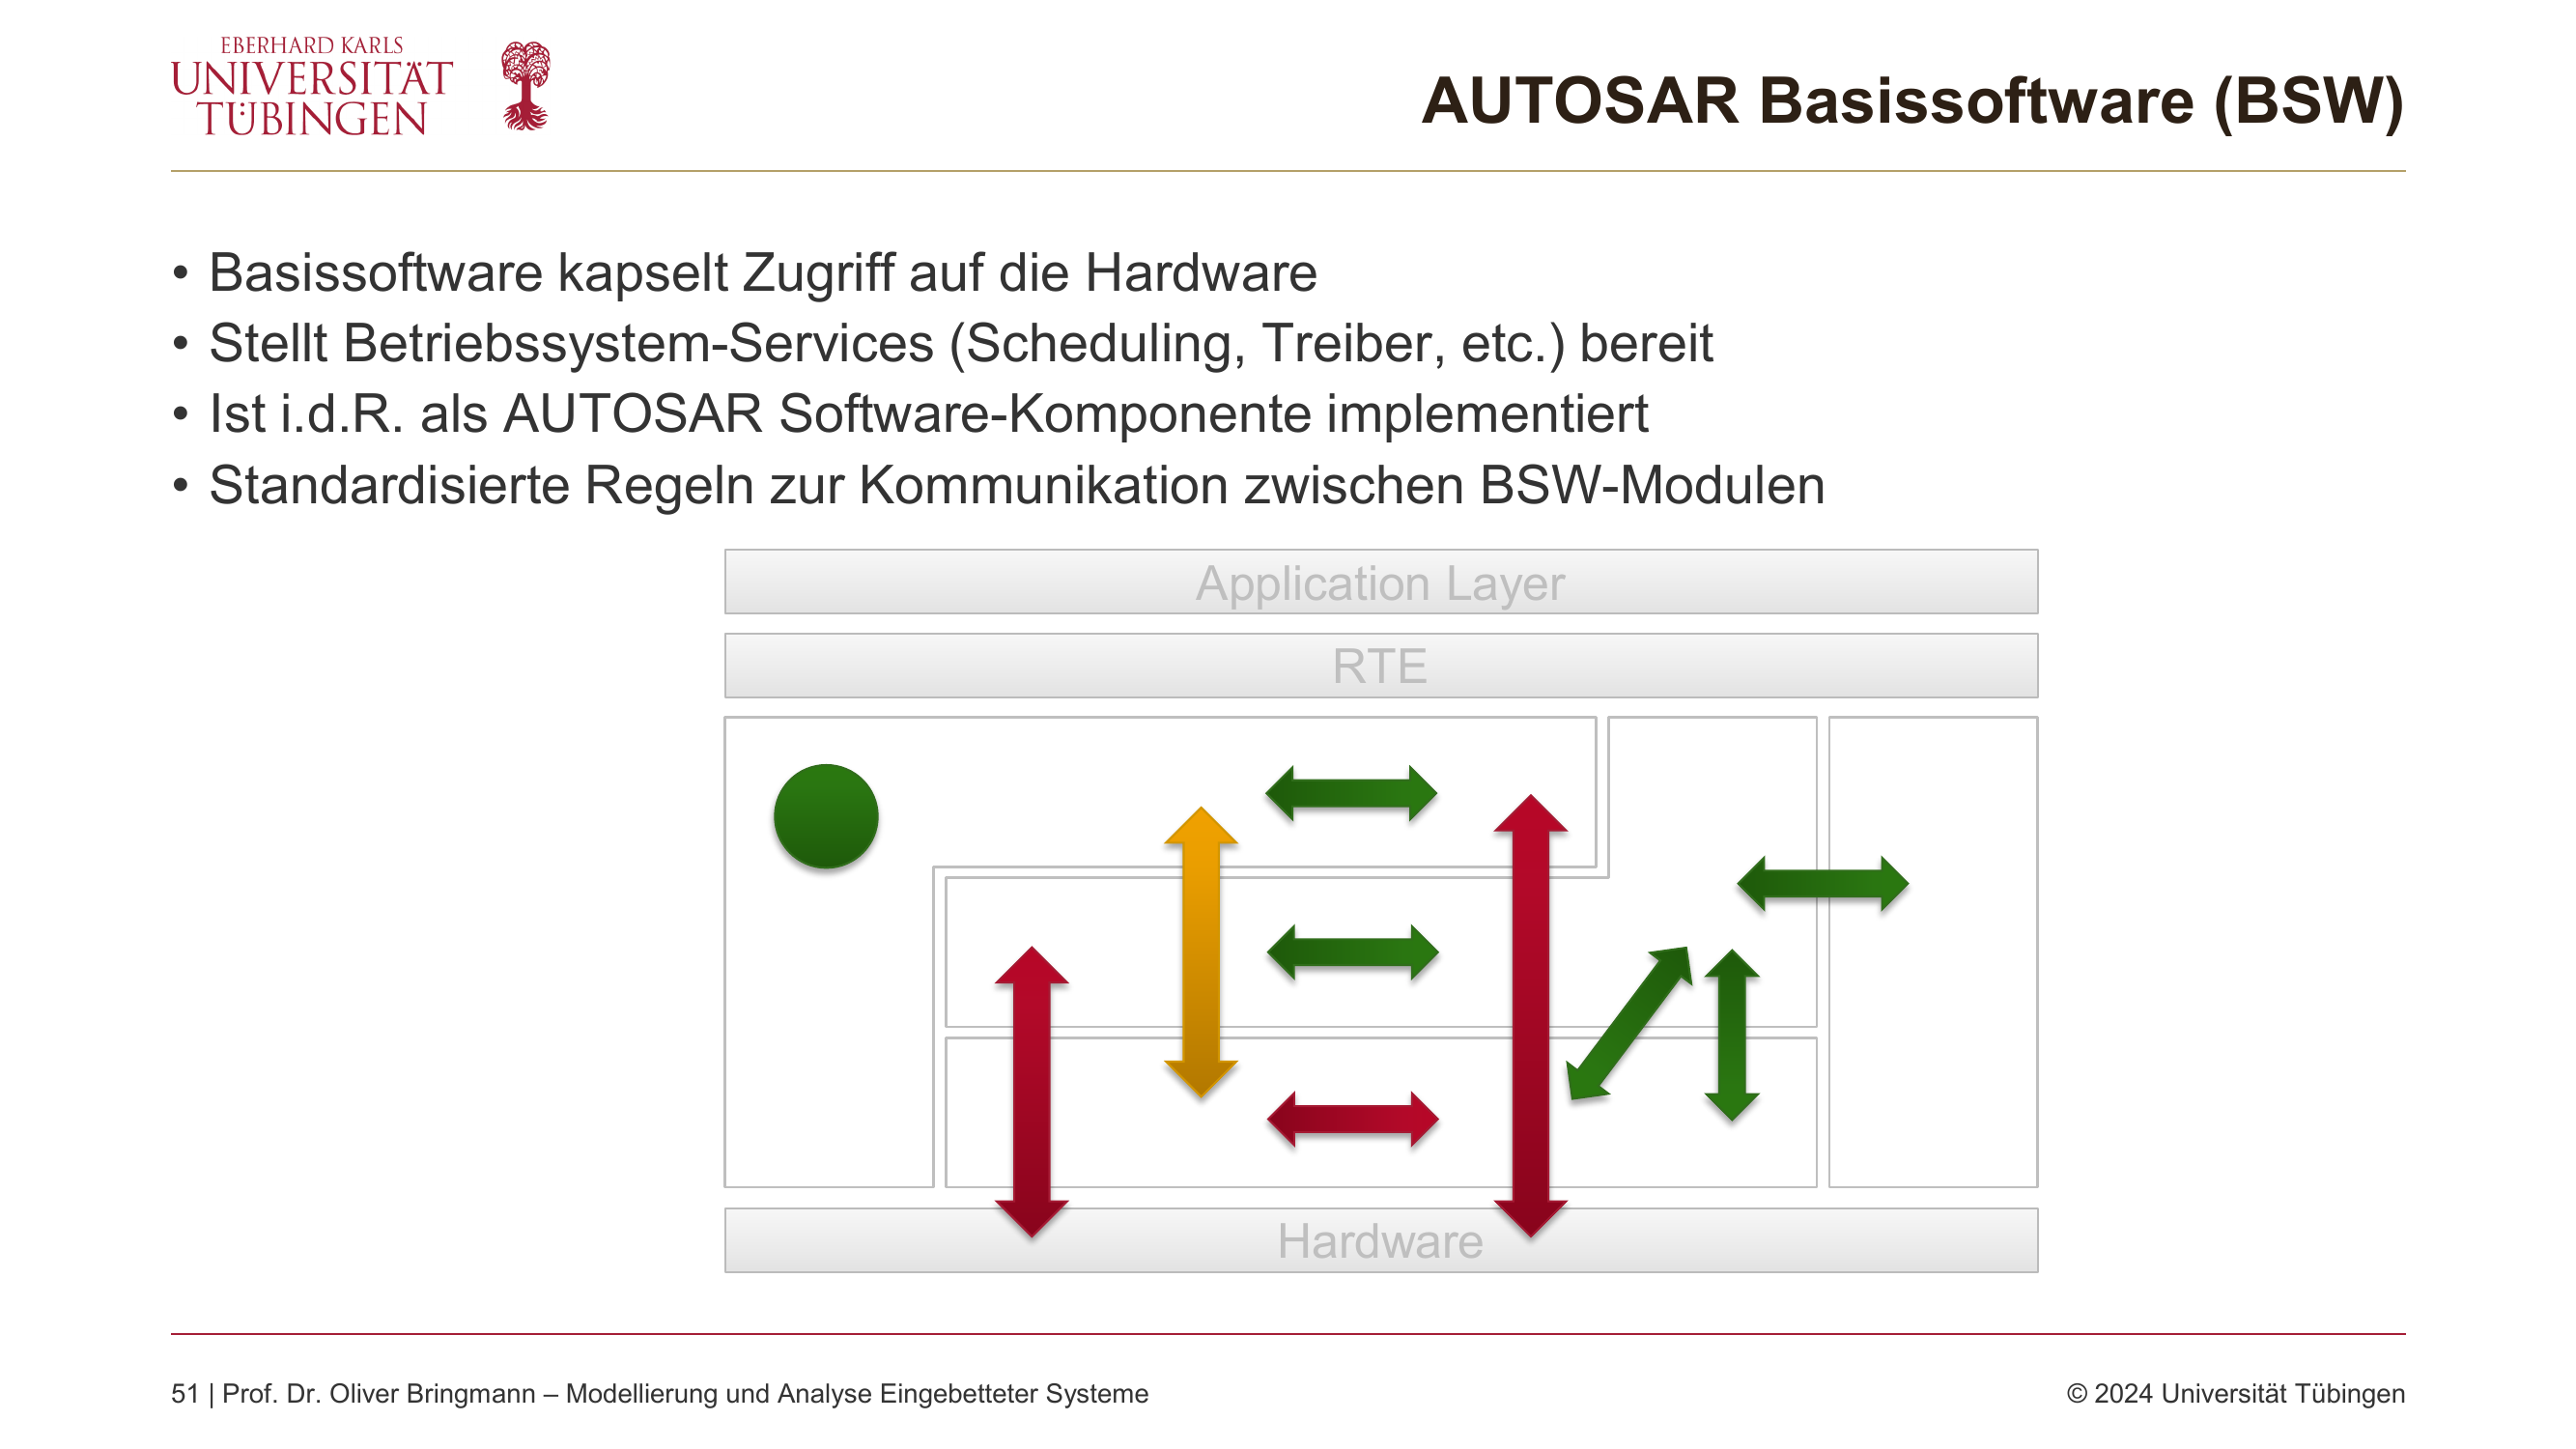 EBERHARD KARLS
UNIVERSITÄT
TÜBINGEN
AUTOSAR Basissoftware (BSW)
• Basissoftware kapselt Zugriff auf die Hardware
• Stellt Betriebssystem-Services (Scheduling, Treiber, etc.) bereit
• Ist i.d.R. als AUTOSAR Software-Komponente implementiert
• Standardisierte Regeln zur Kommunikation zwischen BSW-Modulen
Application Layer
RTE
Hardware
51 | Prof. Dr. Oliver Bringmann – Modellierung und Analyse Eingebetteter Systeme
© 2024 Universität Tübingen